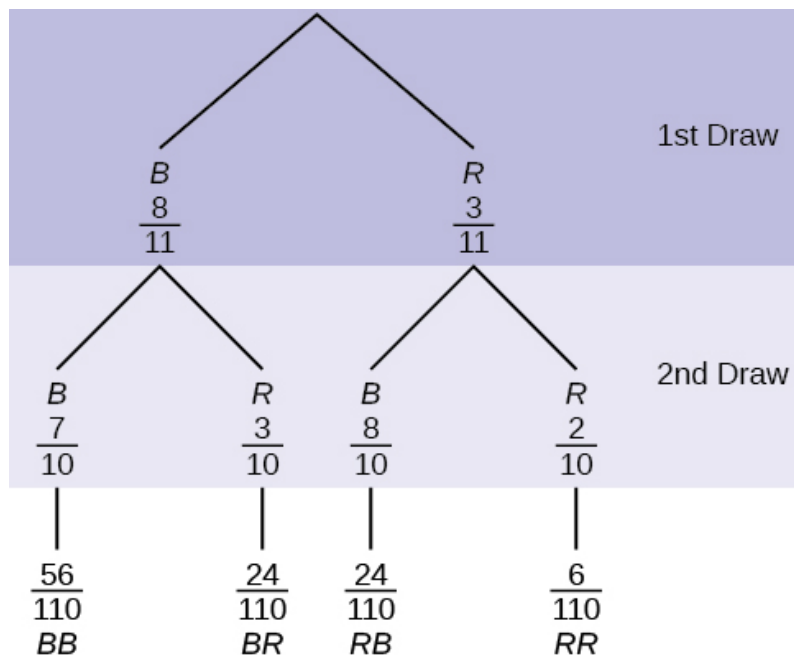 1st Draw
B R
8/11 3/11
2nd Draw
B R B R
7/10 3/10 8/10 2/10
56/110 24/110 24/110 6/110
BB BR RB RR